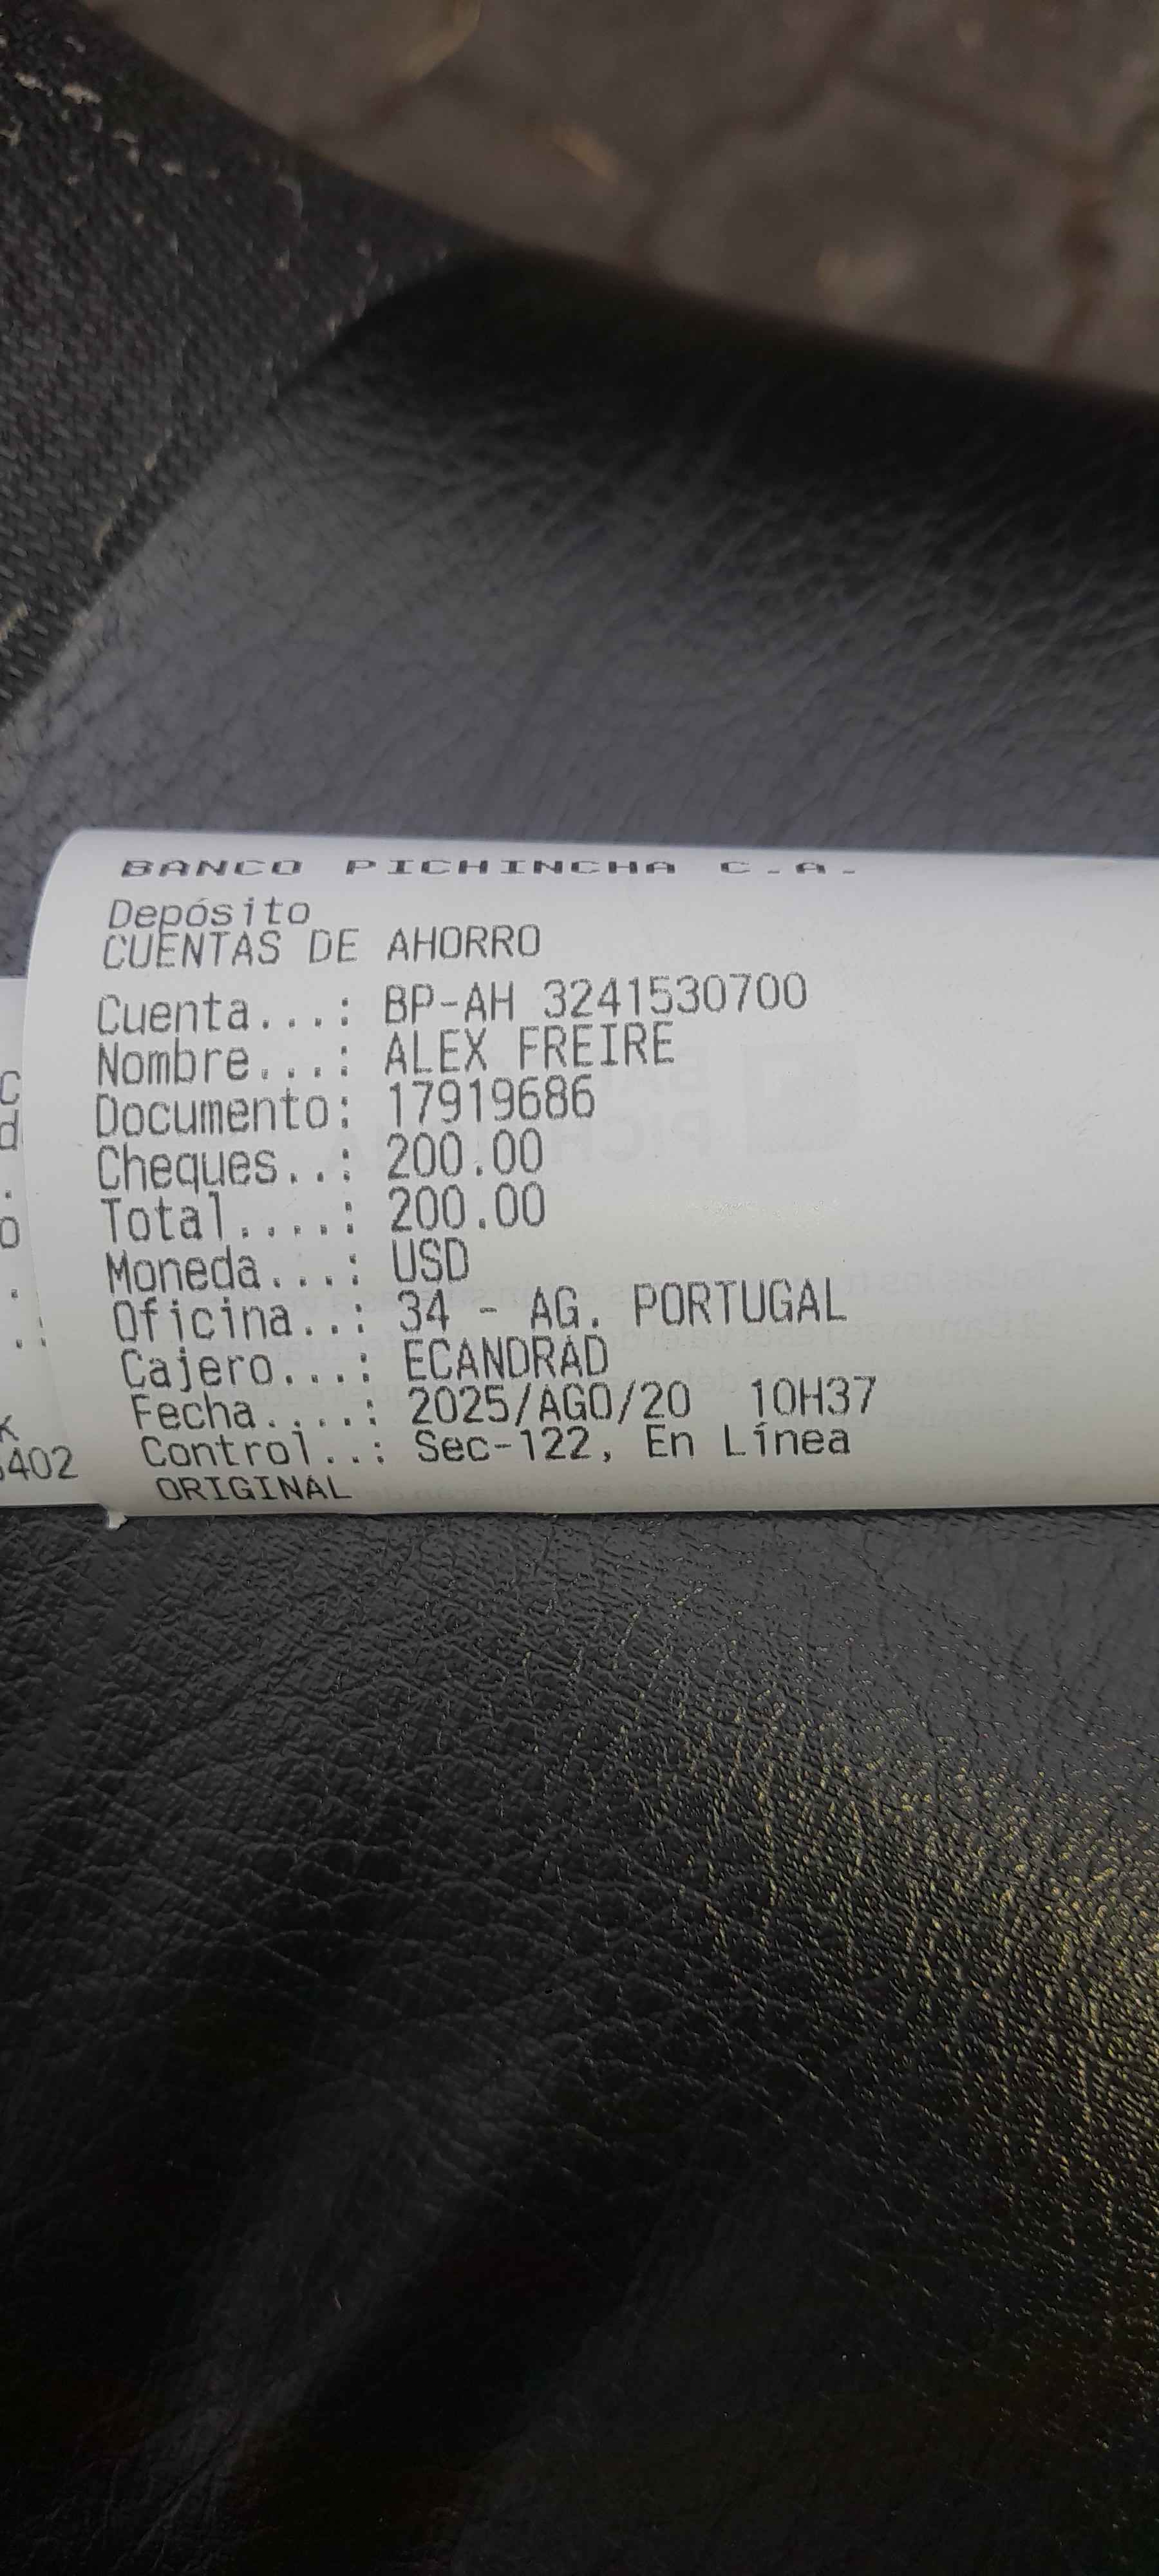 BANCO PICHINCHA C.A.
Depósito
CUENTAS DE AHORRO
Cuenta...: BP-AH 3241530700
Nombre...: ALEX FREIRE
Documento: 17919686
Cheques..: 200.00
Total....: 200.00
Moneda...: USD
Oficina..: 34 - AG. PORTUGAL
Cajero...: ECANDRAD
Fecha....: 2025/AGO/20 10H37
Control..: Sec-122, En Línea
ORIGINAL